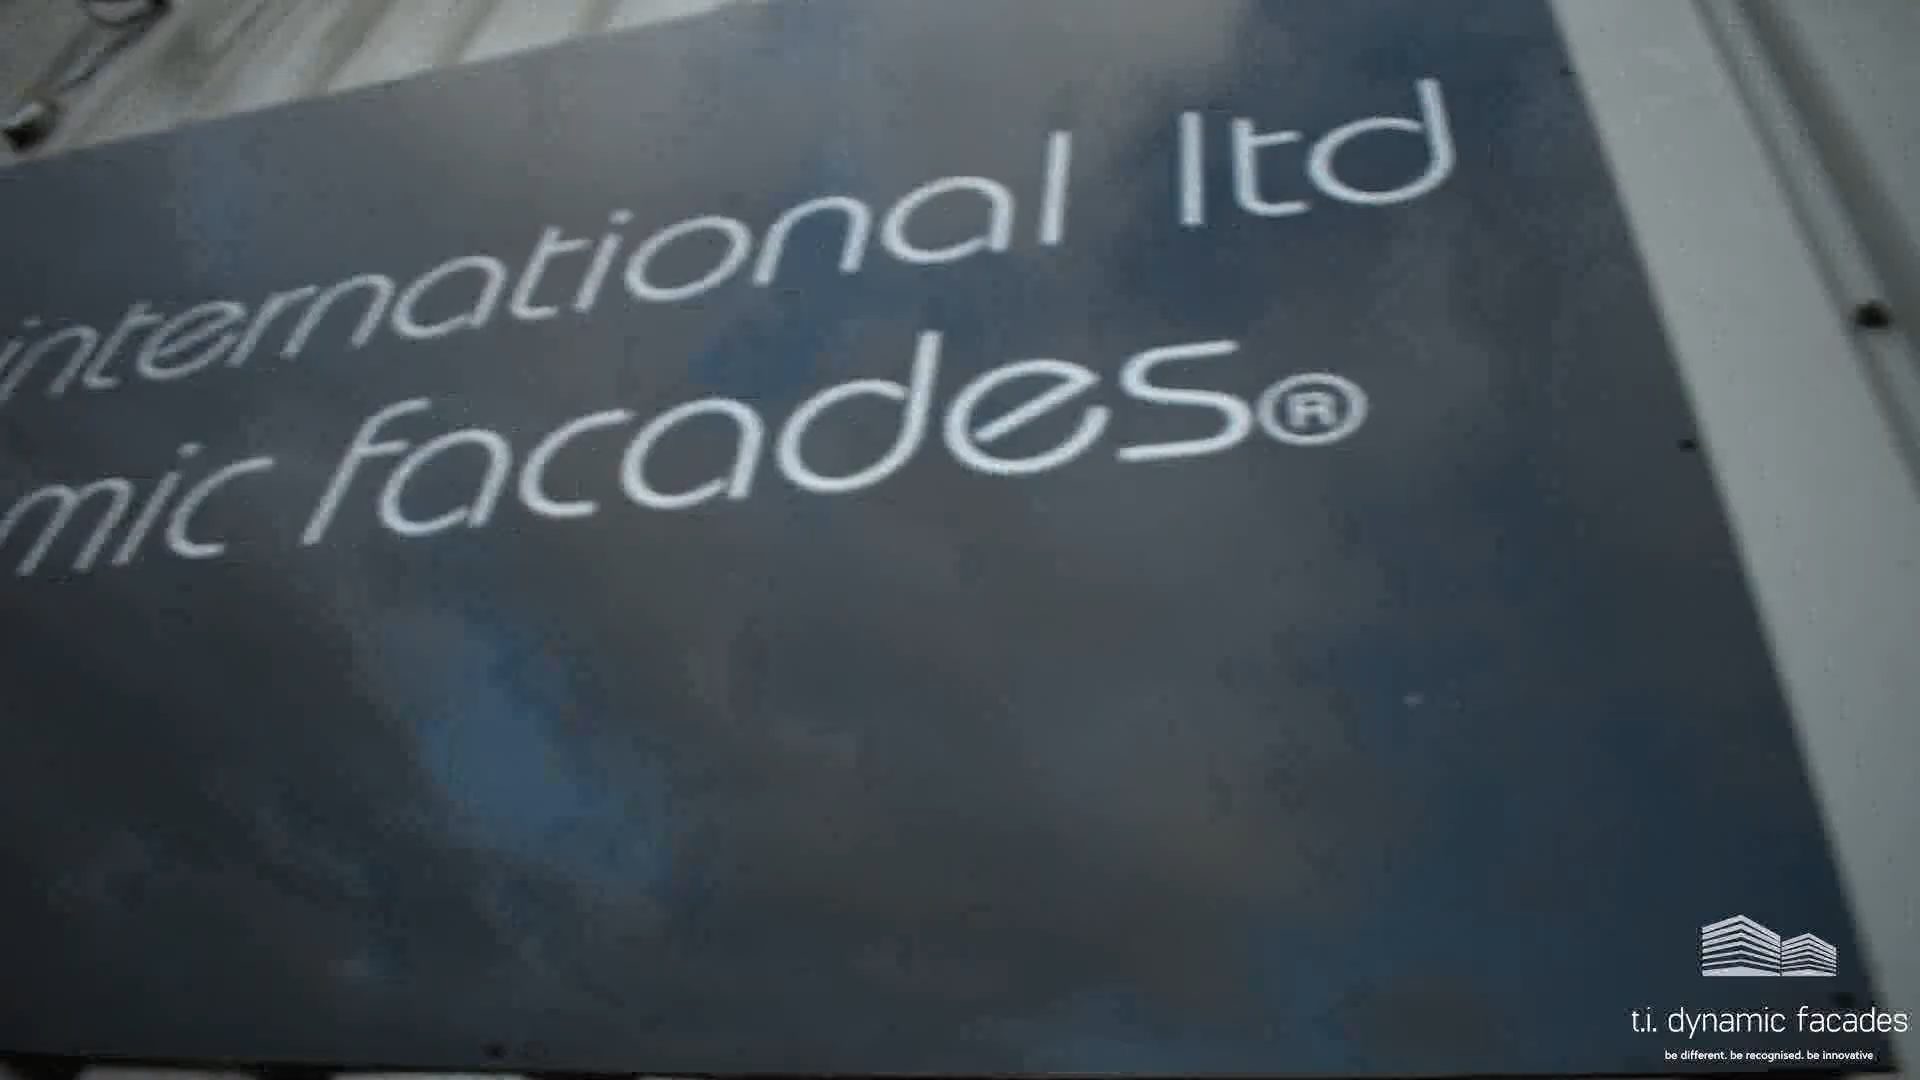 international ltd
mic facades®
t.i. dynamic facades
be different. be recognised. be innovative